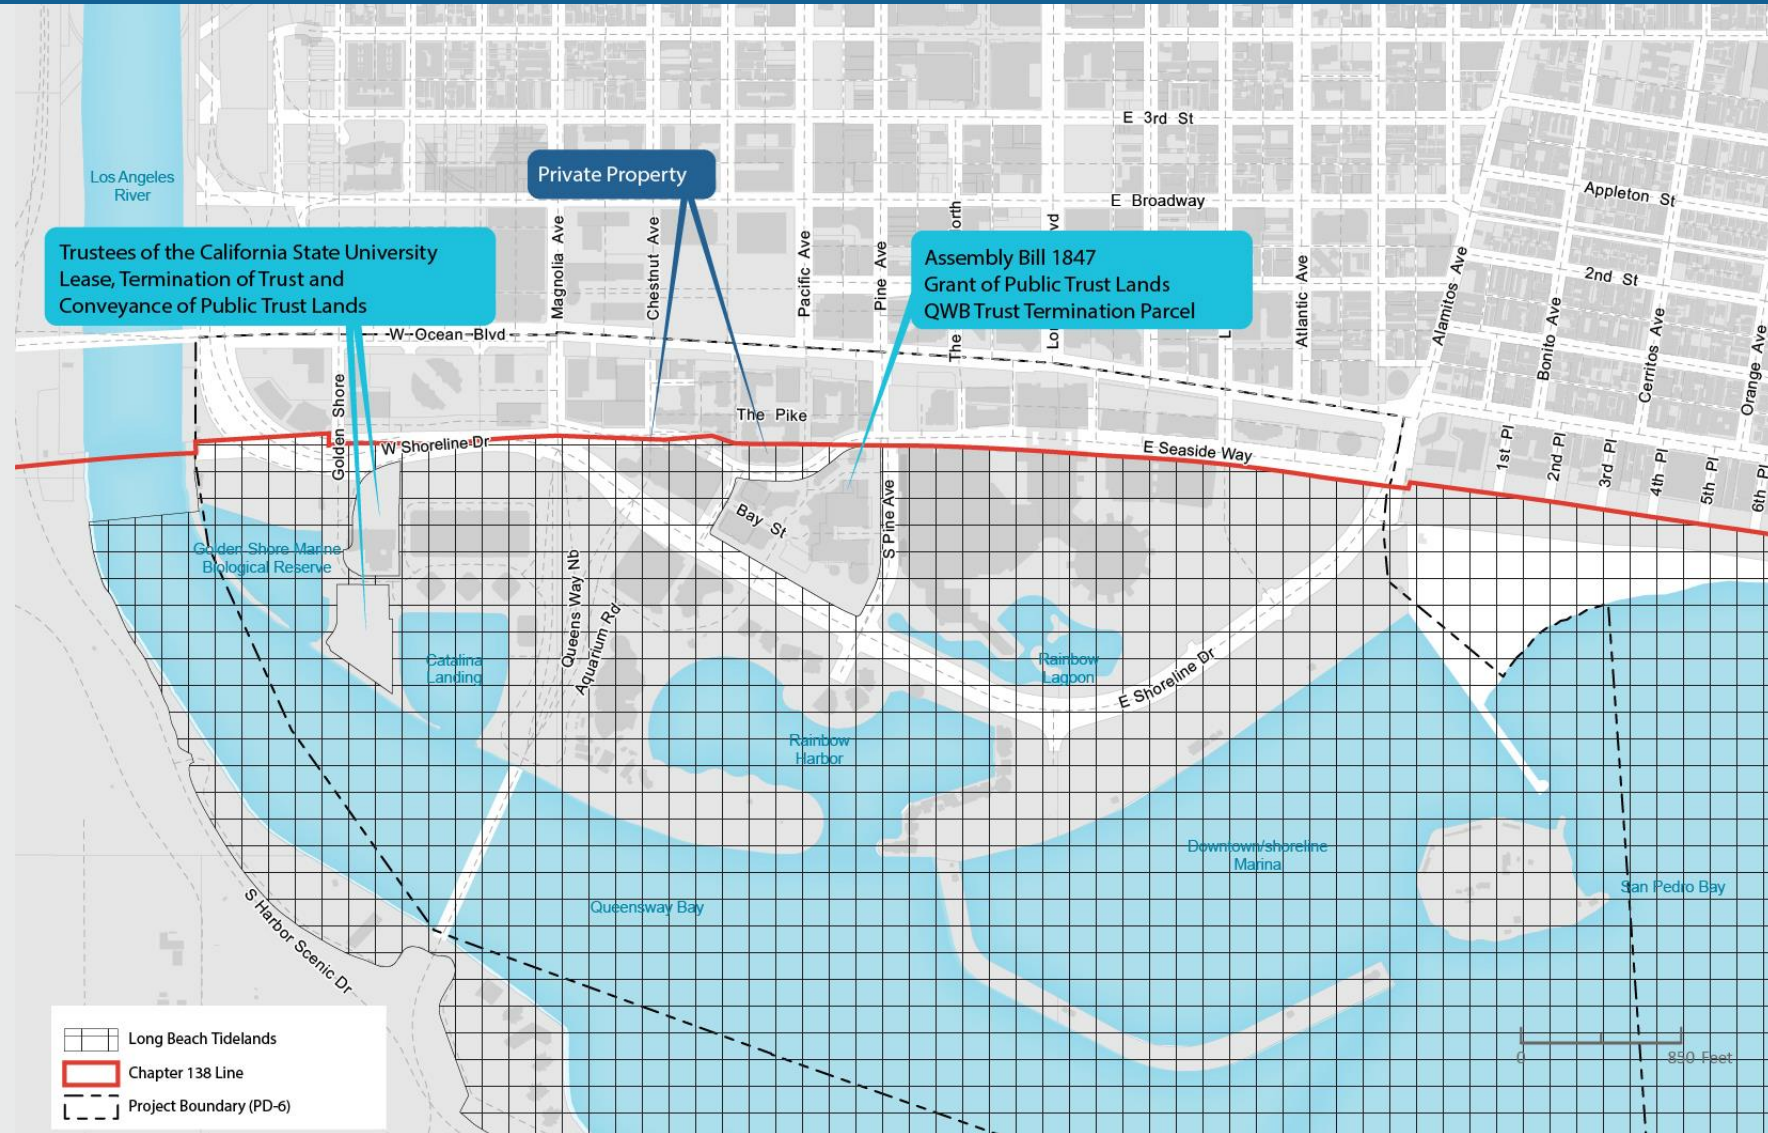 E 3rd St
Los Angeles
River
Private Property
E Broadway
Appleton St
Trustees of the California State University
Lease, Termination of Trust and
Conveyance of Public Trust Lands
Magnolia Ave
Chestnut Ave
Pacific Ave
Pine Ave
Assembly Bill 1847
Grant of Public Trust Lands
QWB Trust Termination Parcel
The
orth
Lo
vd
L
Atlantic Ave
Alamitos Ave
2nd St
Bonito Ave
Cerritos Ave
Orange Ave
W Ocean Blvd
Golden Shore
The Pike
W Shoreline Dr
E Seaside Way
1st Pl
2nd Pl
3rd Pl
4th Pl
5th Pl
6th Pl
Bay St
S Pine Ave
Golden Shore Marine
Biological Reserve
Queens Way Nb
Aquarium Rd
Catalina
Landing
Rainbow
Lagoon
E Shoreline Dr
Rainbow
Harbor
Downtown/shoreline
Marina
San Pedro Bay
Queensway Bay
S Harbor Scenic Dr
Long Beach Tidelands
Chapter 138 Line
Project Boundary (PD-6)
0 850 Feet